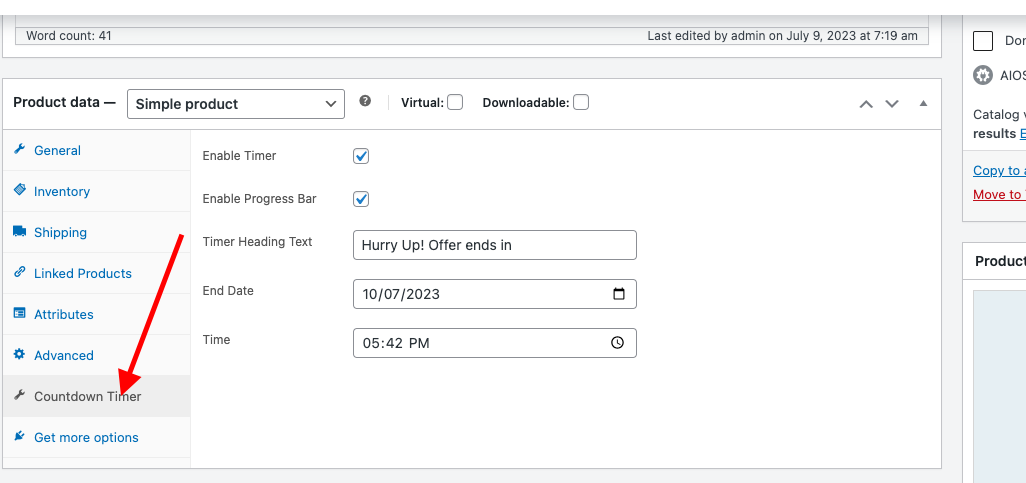 Word count: 41
Last edited by admin on July 9, 2023 at 7:19 am
Product data —
Simple product
Virtual:
Downloadable:
General
Inventory
Shipping
Linked Products
Attributes
Advanced
Countdown Timer
Get more options
Enable Timer
Enable Progress Bar
Timer Heading Text
Hurry Up! Offer ends in
End Date
10/07/2023
Time
05:42 PM
AIOS
Catalog
results
Copy to a
Move to
Product